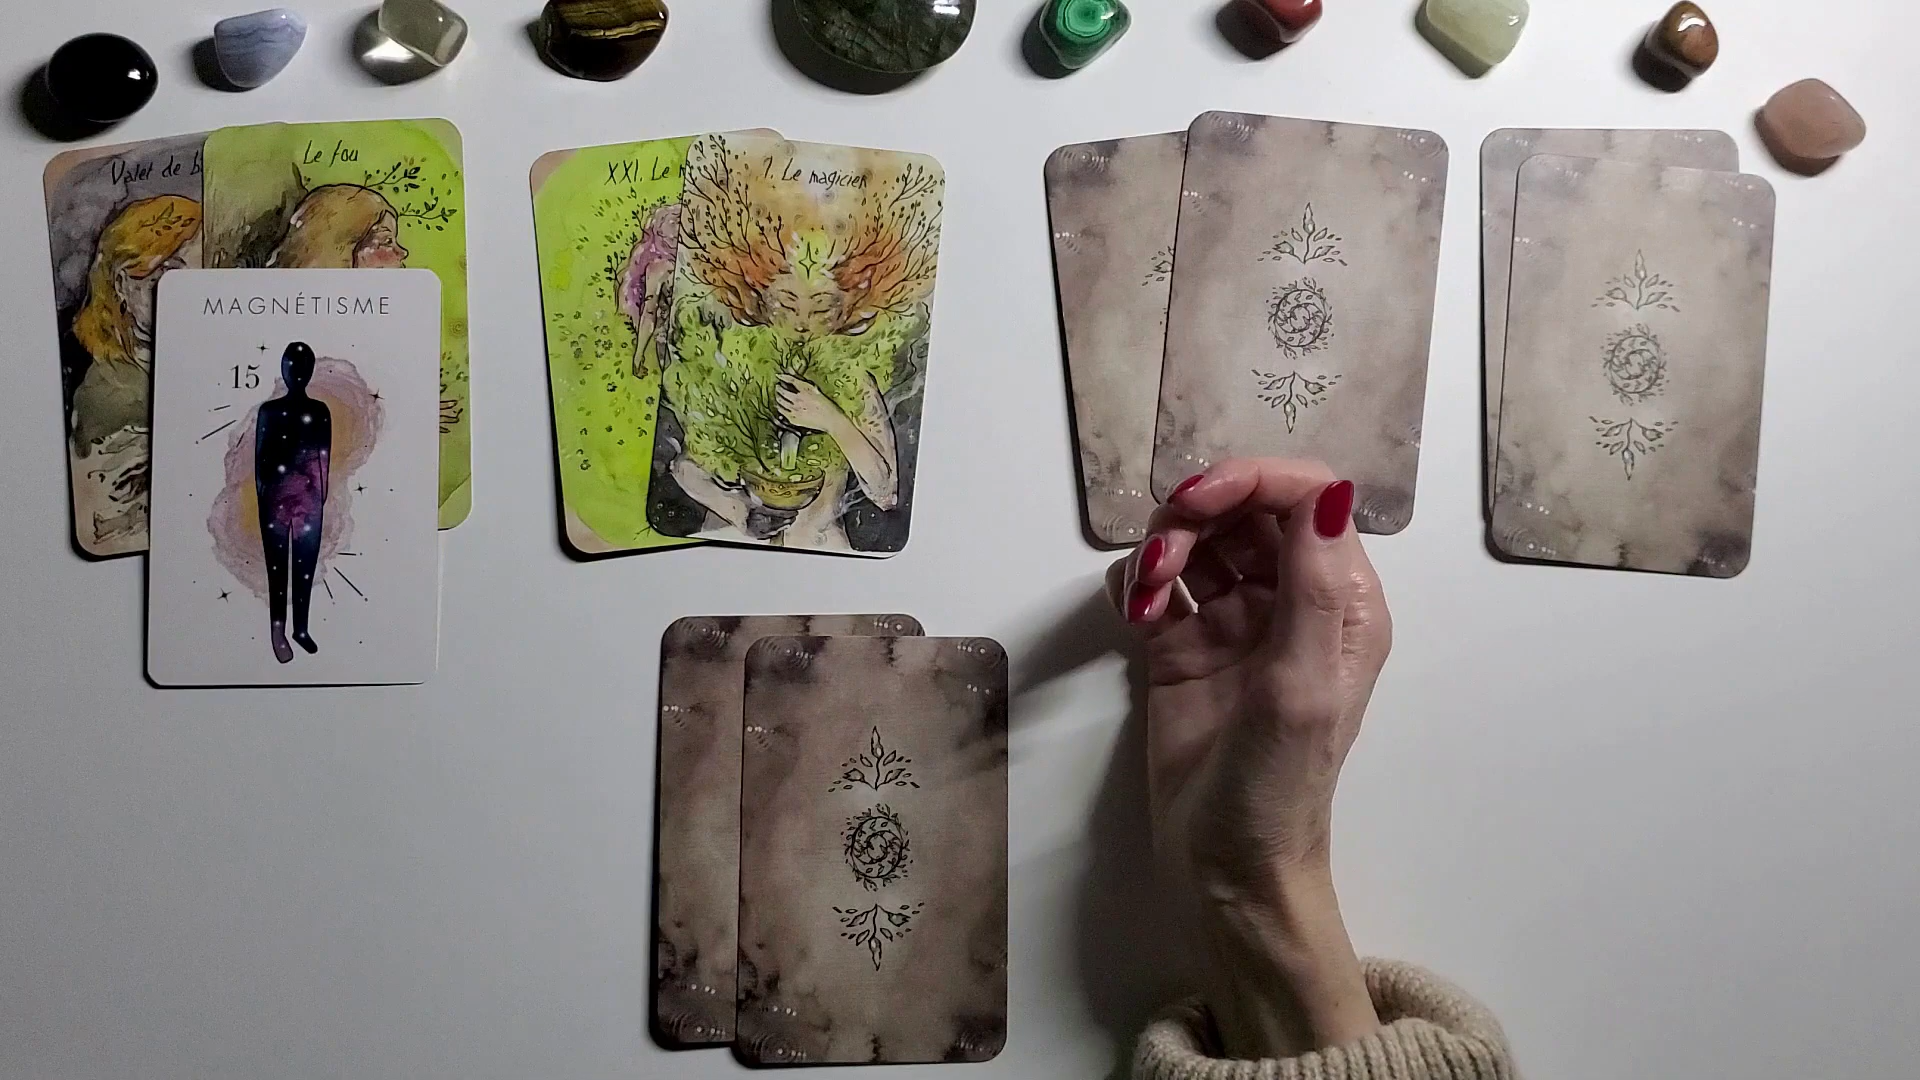 Valet de
Le fou
MAGNÉTISME
15
XXI. Le
1. Le magicien